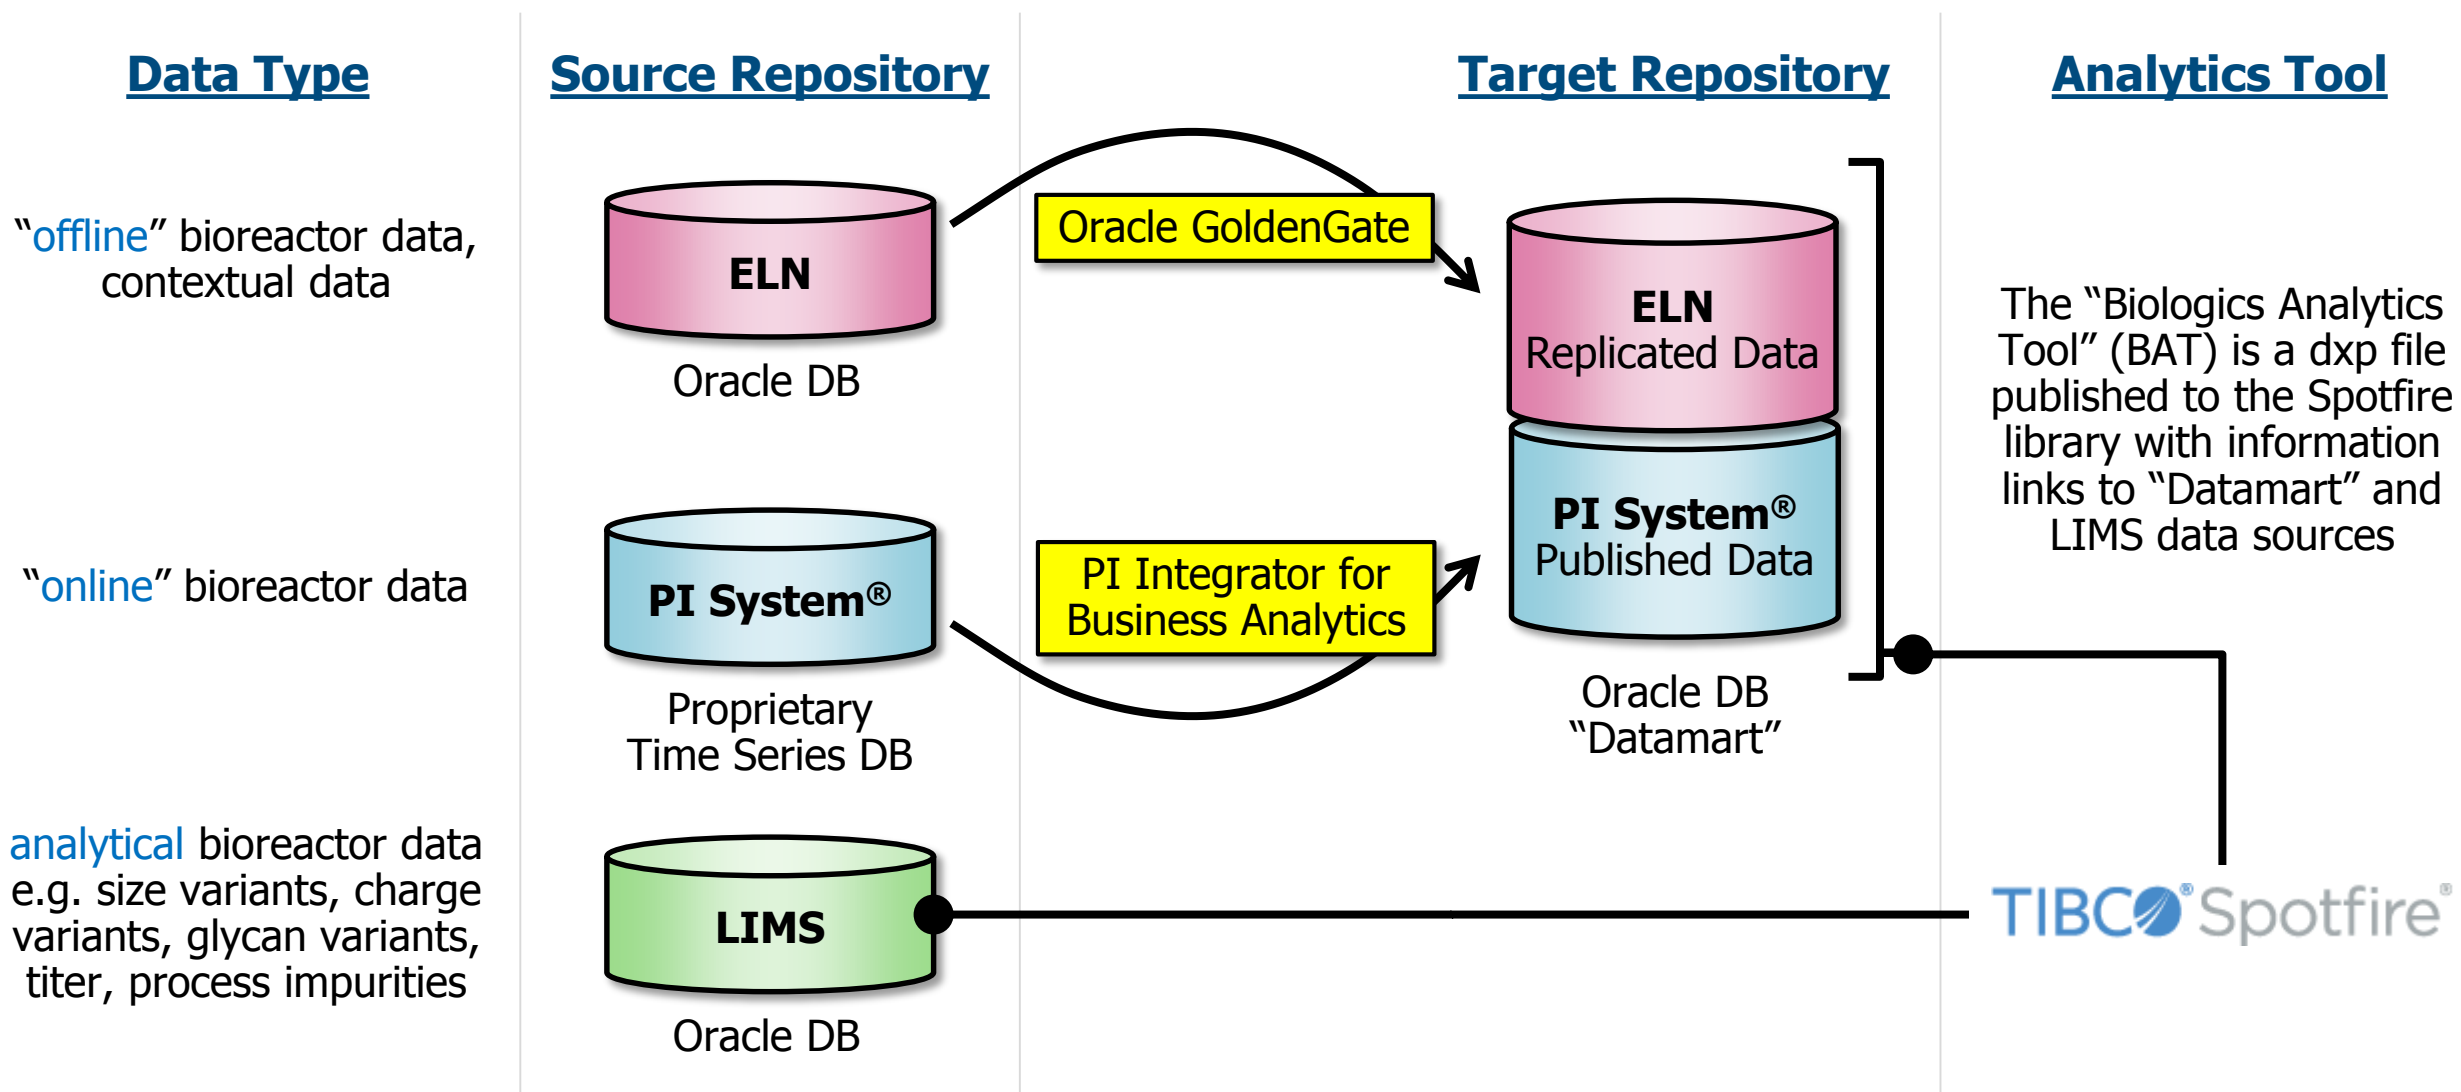 Data Type
Source Repository
Target Repository
Analytics Tool
“offline” bioreactor data,
contextual data
ELN
Oracle DB
Oracle GoldenGate
ELN
Replicated Data
“online” bioreactor data
PI System®
Proprietary
Time Series DB
PI Integrator for
Business Analytics
PI System®
Published Data
Oracle DB
“Datamart”
The “Biologics Analytics
Tool” (BAT) is a dxp file
published to the Spotfire
library with information
links to “Datamart” and
LIMS data sources
analytical bioreactor data
e.g. size variants, charge
variants, glycan variants,
titer, process impurities
LIMS
Oracle DB
TIBCO® Spotfire®